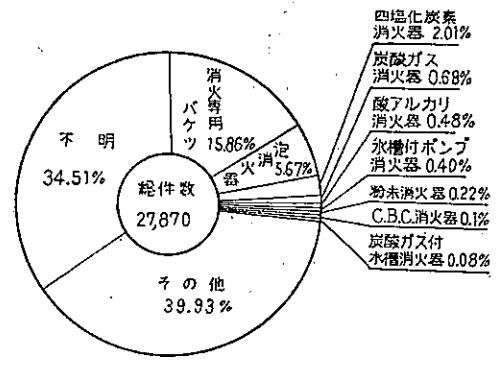 四塩化炭素
消火器 2.01%
炭酸ガス
消火器 0.68%
酸アルカリ
消火器 0.48%
氷槽付ポンプ
消火器 0.40%
粉末消火器 0.22%
C.B.C.消火器 0.1%
炭酸ガス付
水槽消火器 0.08%
消火専用
バケツ
15.86%
泡消火器
5.67%
不明
34.51%
総件数
27,870
その他
39.93%